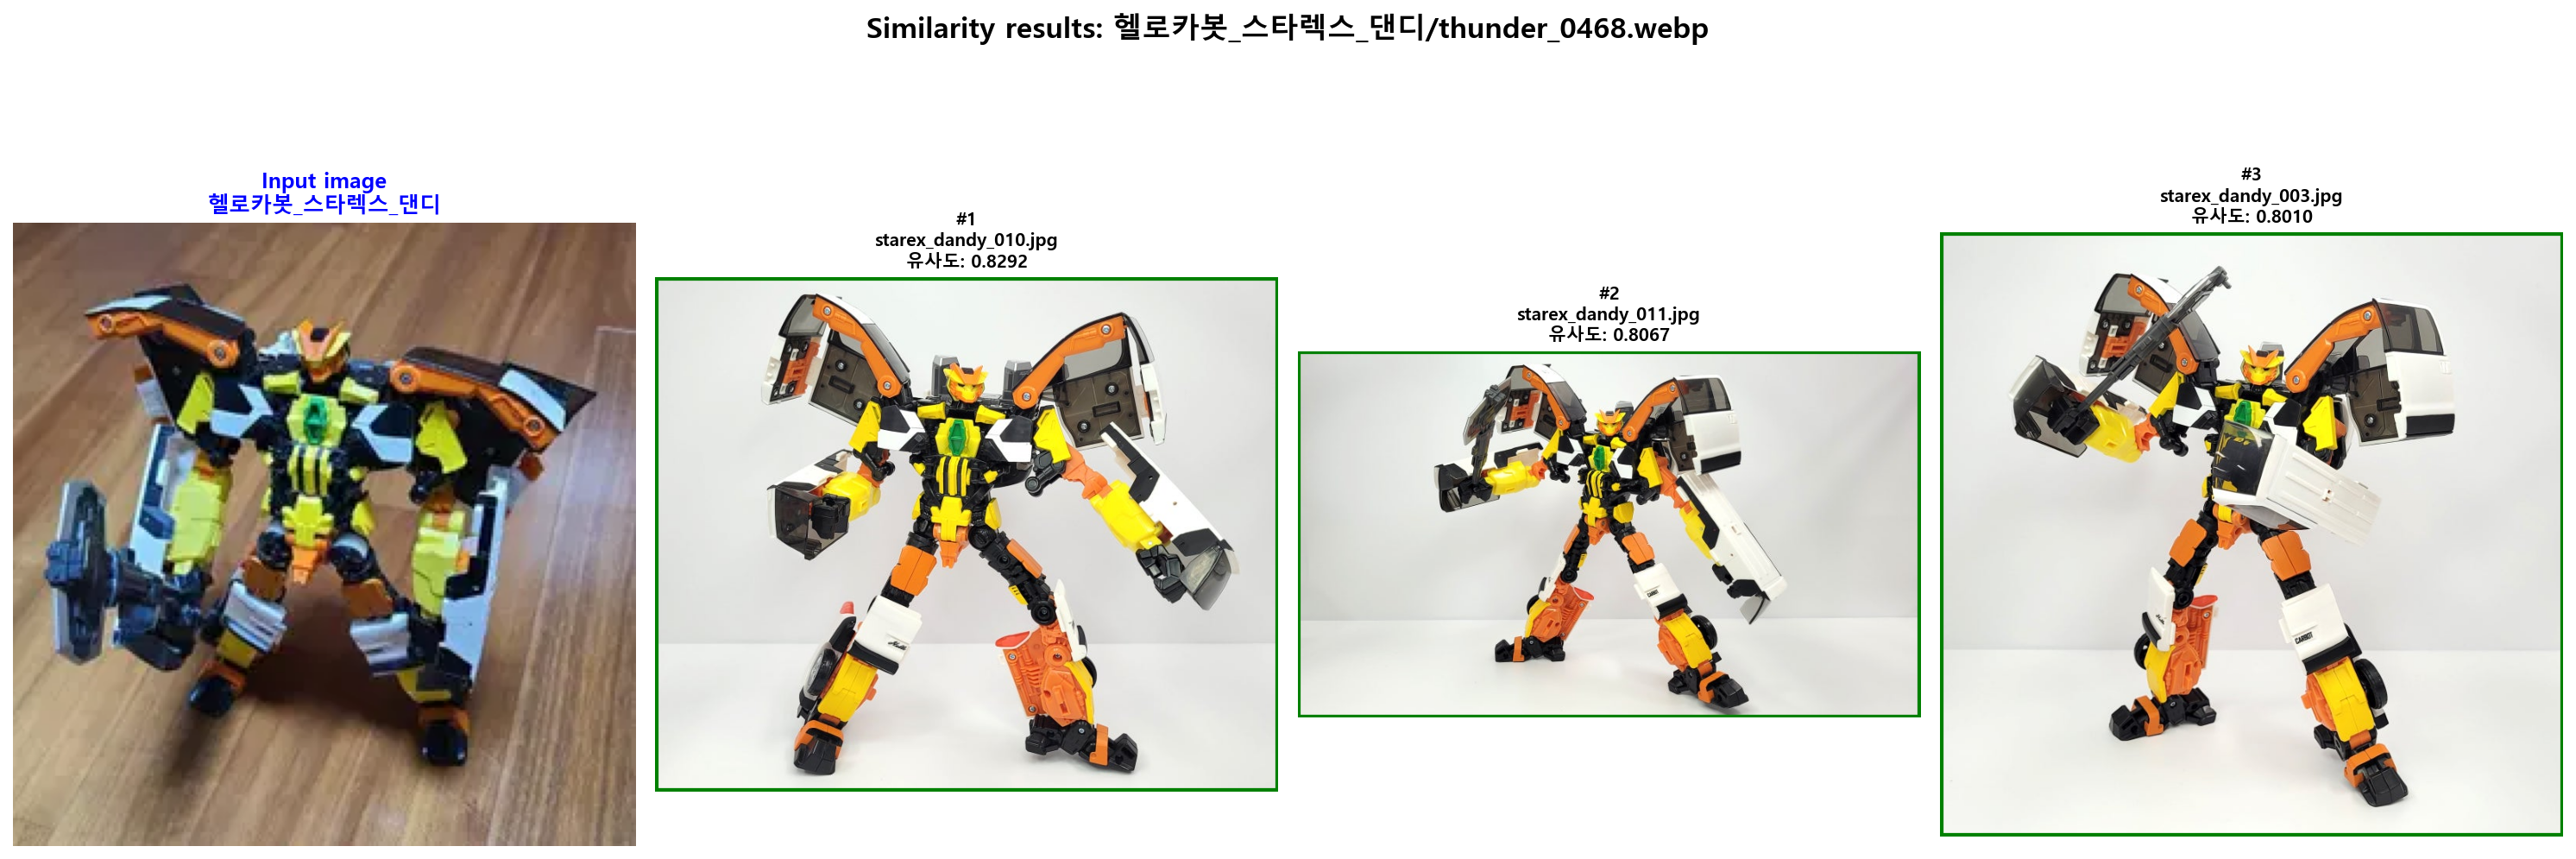 Similarity results: 헬로카봇_스타렉스_댄디/thunder_0468.webp
Input image
헬로카봇_스타렉스_댄디
#1
starex_dandy_010.jpg
유사도: 0.8292
#2
starex_dandy_011.jpg
유사도: 0.8067
#3
starex_dandy_003.jpg
유사도: 0.8010
CARBOT
CARBOT